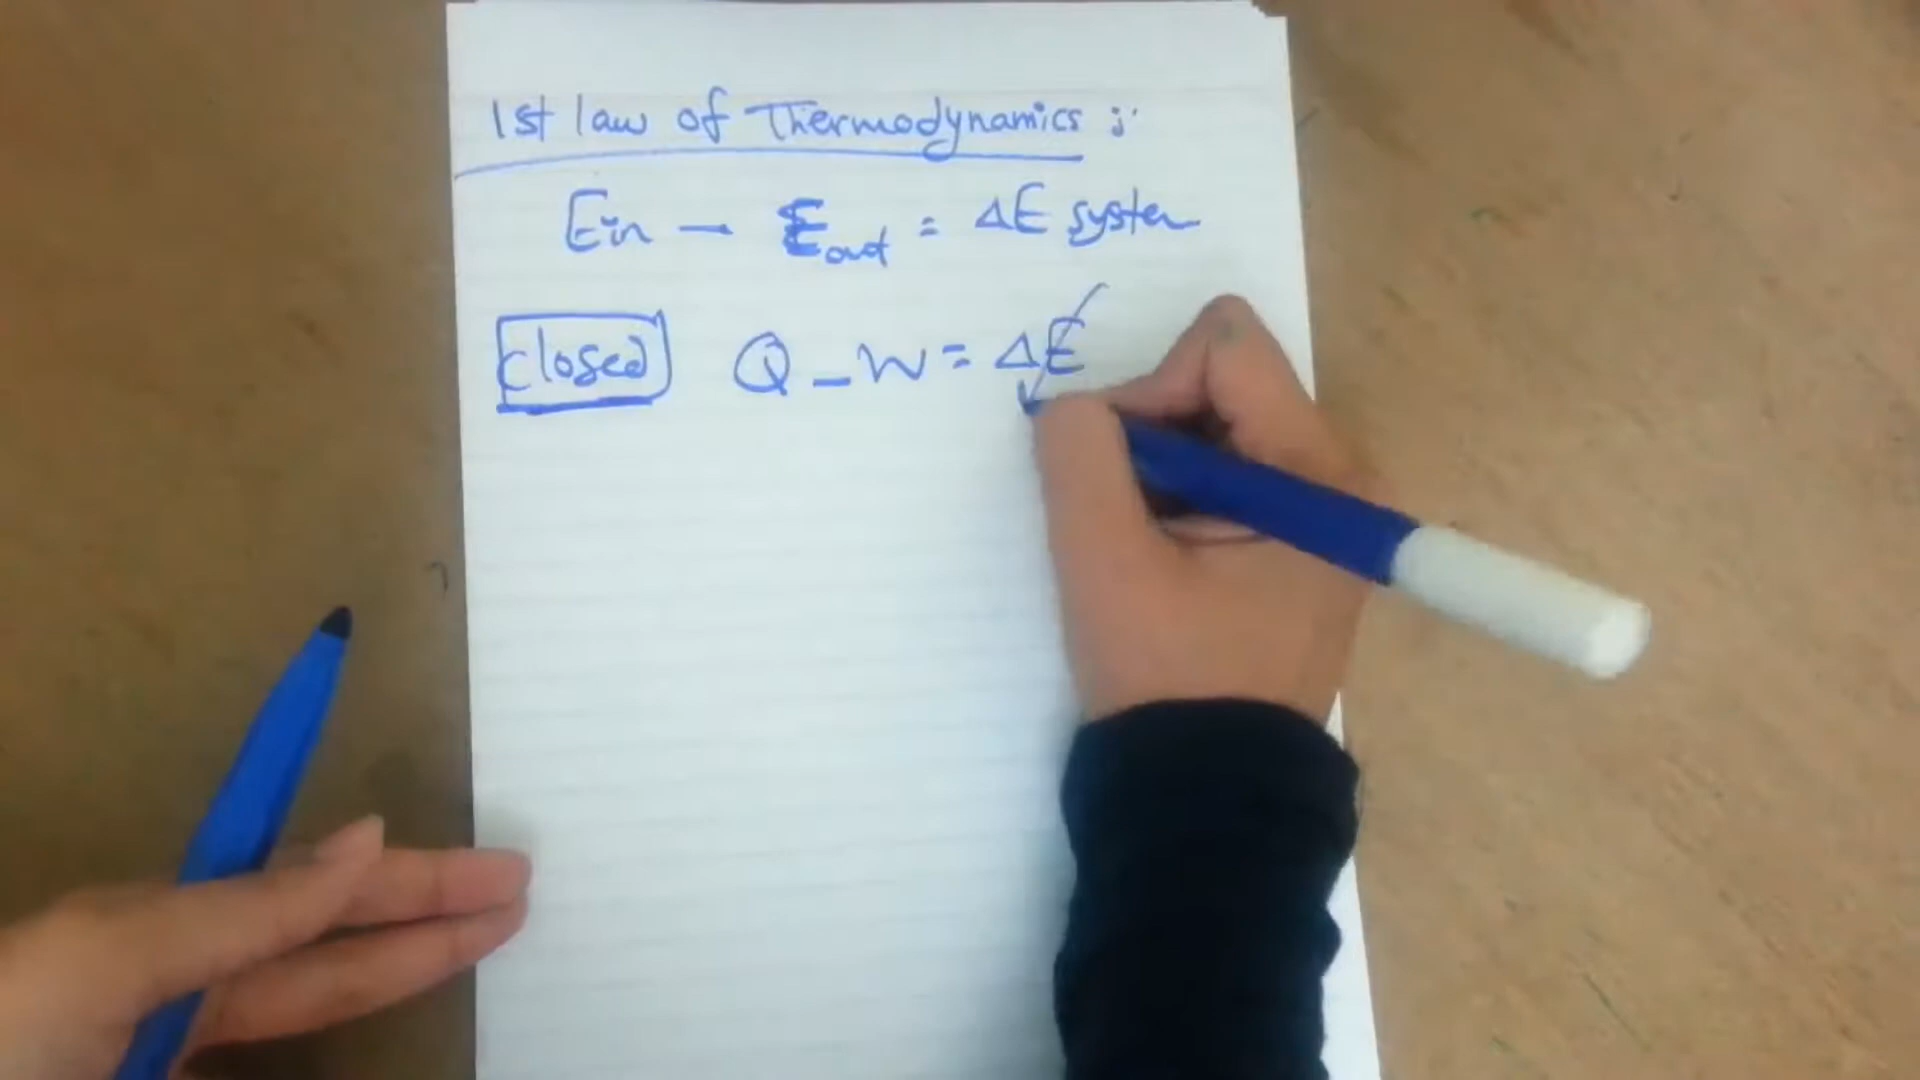 1st law of Thermodynamics :
Ein - Eout = ΔE system
closed Q - W = ΔE